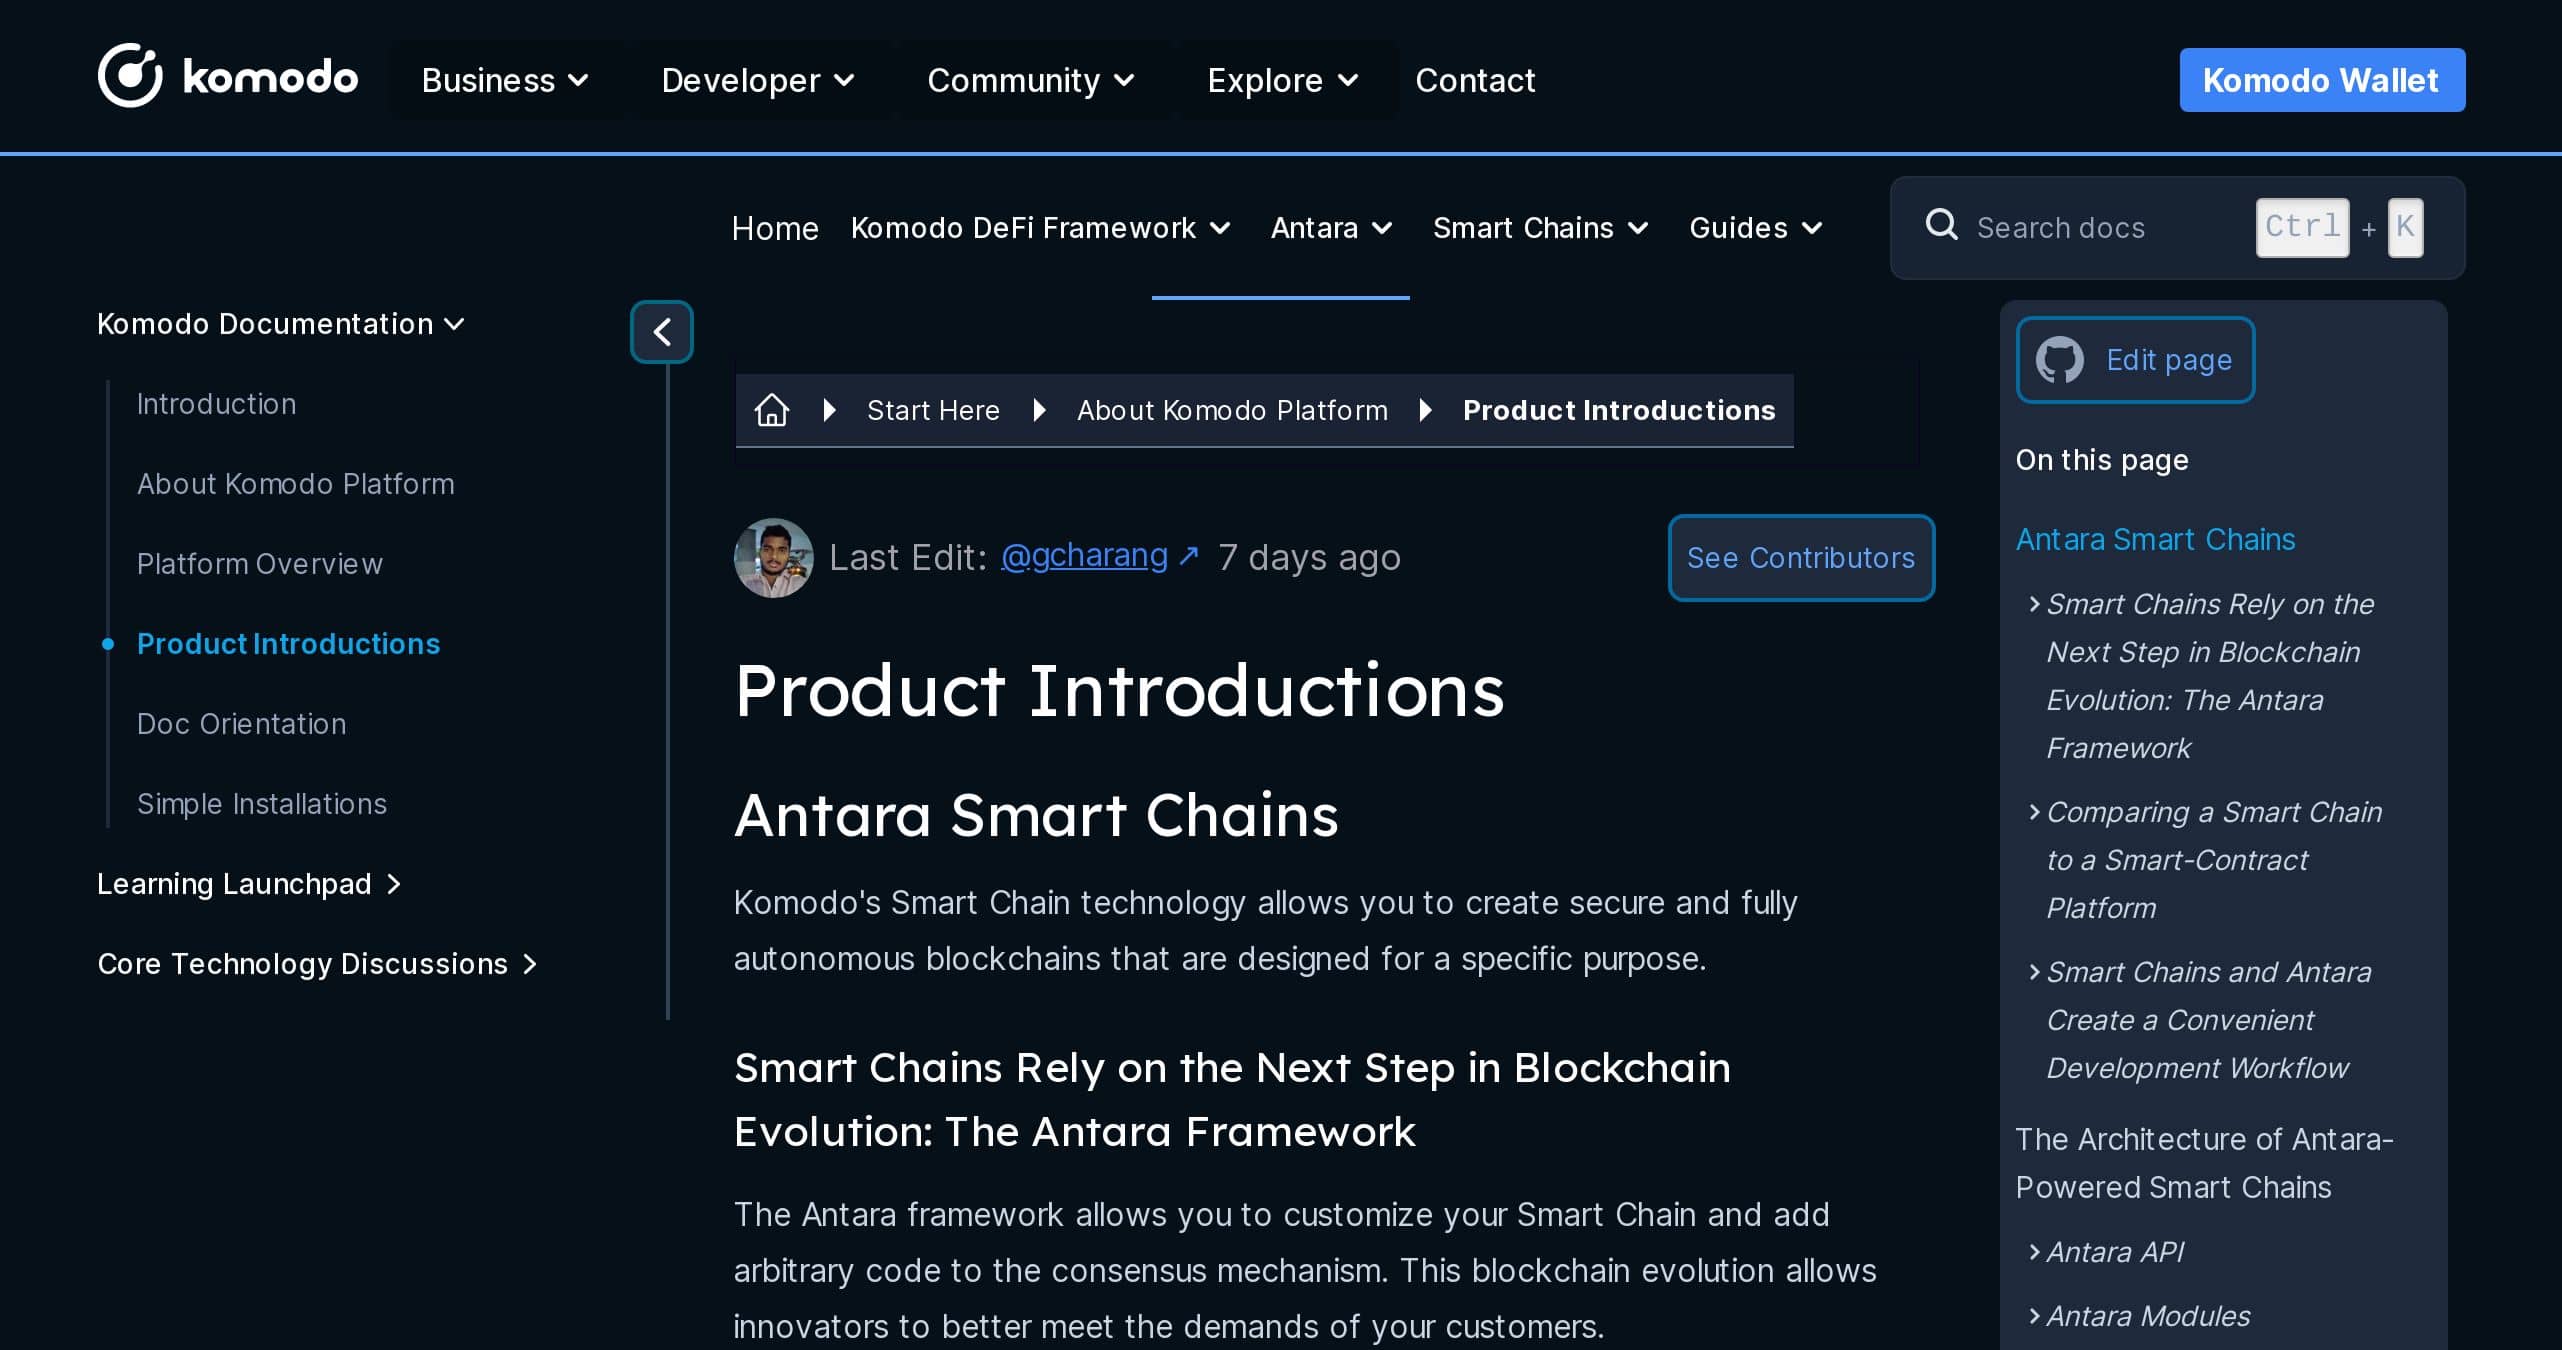 komodo
Business
Developer
Community
Explore
Contact
Komodo Wallet
Home
Komodo DeFi Framework
Antara
Smart Chains
Guides
Search docs
Ctrl + K
Komodo Documentation
Introduction
About Komodo Platform
Platform Overview
Product Introductions
Doc Orientation
Simple Installations
Learning Launchpad
Core Technology Discussions
Start Here
About Komodo Platform
Product Introductions
Last Edit: @gcharang ↗ 7 days ago
See Contributors
Product Introductions
Antara Smart Chains
Komodo's Smart Chain technology allows you to create secure and fully
autonomous blockchains that are designed for a specific purpose.
Smart Chains Rely on the Next Step in Blockchain
Evolution: The Antara Framework
The Antara framework allows you to customize your Smart Chain and add
arbitrary code to the consensus mechanism. This blockchain evolution allows
innovators to better meet the demands of your customers.
Edit page
On this page
Antara Smart Chains
Smart Chains Rely on the
Next Step in Blockchain
Evolution: The Antara
Framework
Comparing a Smart Chain
to a Smart-Contract
Platform
Smart Chains and Antara
Create a Convenient
Development Workflow
The Architecture of Antara-
Powered Smart Chains
Antara API
Antara Modules